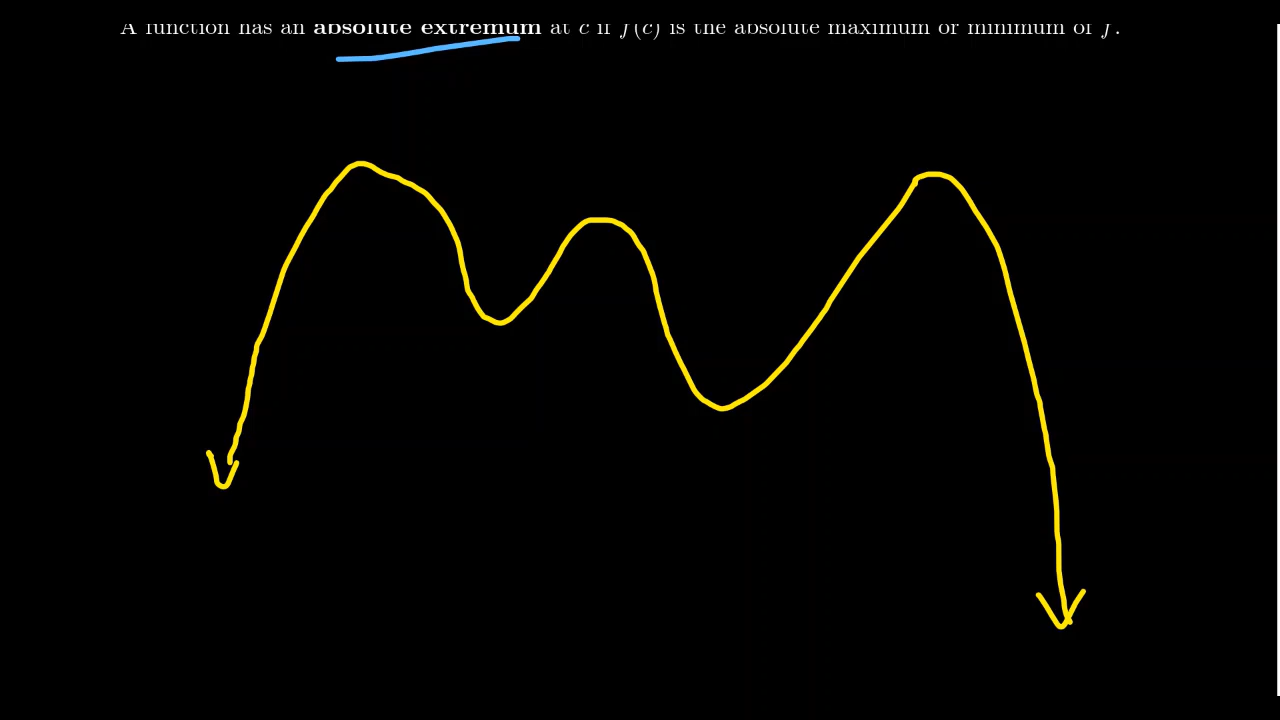 A function has an absolute extremum at c if f(c) is the absolute maximum or minimum of f.